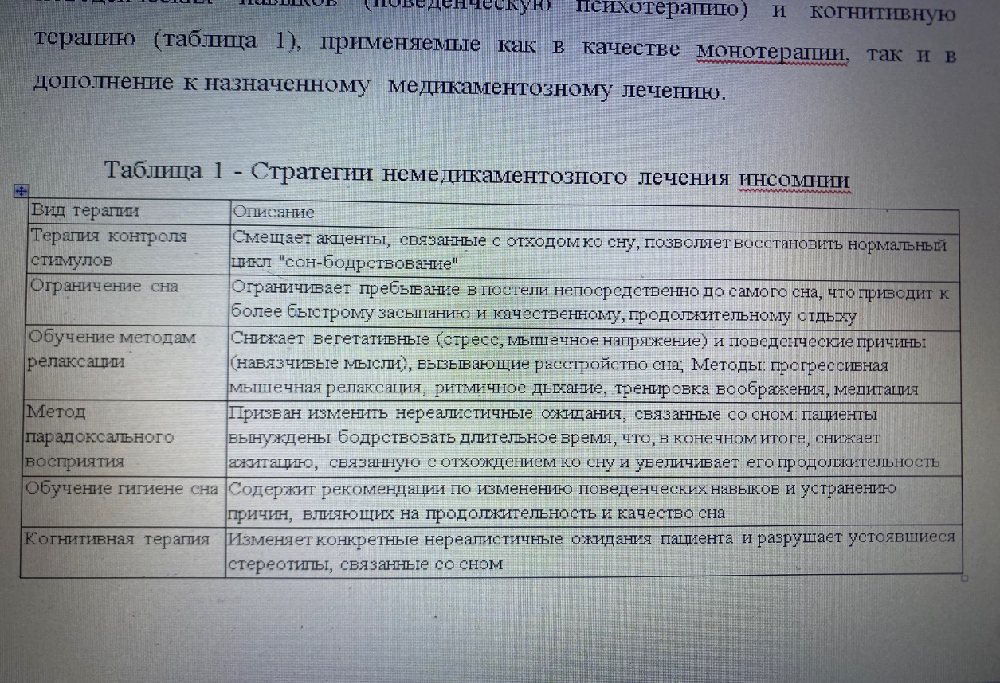 поведенческих навыков (поведенческую психотерапию) и когнитивную
терапию (таблица 1), применяемые как в качестве монотерапии, так и в
дополнение к назначенному медикаментозному лечению.
Таблица 1 - Стратегии немедикаментозного лечения инсомнии
Вид терапии
Описание
Терапия контроля
стимулов
Смещает акценты, связанные с отходом ко сну, позволяет восстановить нормальный
цикл "сон-бодрствование"
Ограничение сна
Ограничивает пребывание в постели непосредственно до самого сна, что приводит к
более быстрому засыпанию и качественному, продолжительному отдыху
Обучение методам
релаксации
Снижает вегетативные (стресс, мышечное напряжение) и поведенческие причины
(навязчивые мысли), вызывающие расстройство сна; Методы: прогрессивная
мышечная релаксация, ритмичное дыхание, тренировка воображения, медитация
Метод
парадоксального
восприятия
Призван изменить нереалистичные ожидания, связанные со сном: пациенты
вынуждены бодрствовать длительное время, что, в конечном итоге, снижает
ажитацию, связанную с отхождением ко сну и увеличивает его продолжительность
Обучение гигиене сна
Содержит рекомендации по изменению поведенческих навыков и устранению
причин, влияющих на продолжительность и качество сна
Когнитивная терапия
Изменяет конкретные нереалистичные ожидания пациента и разрушает устоявшиеся
стереотипы, связанные со сном